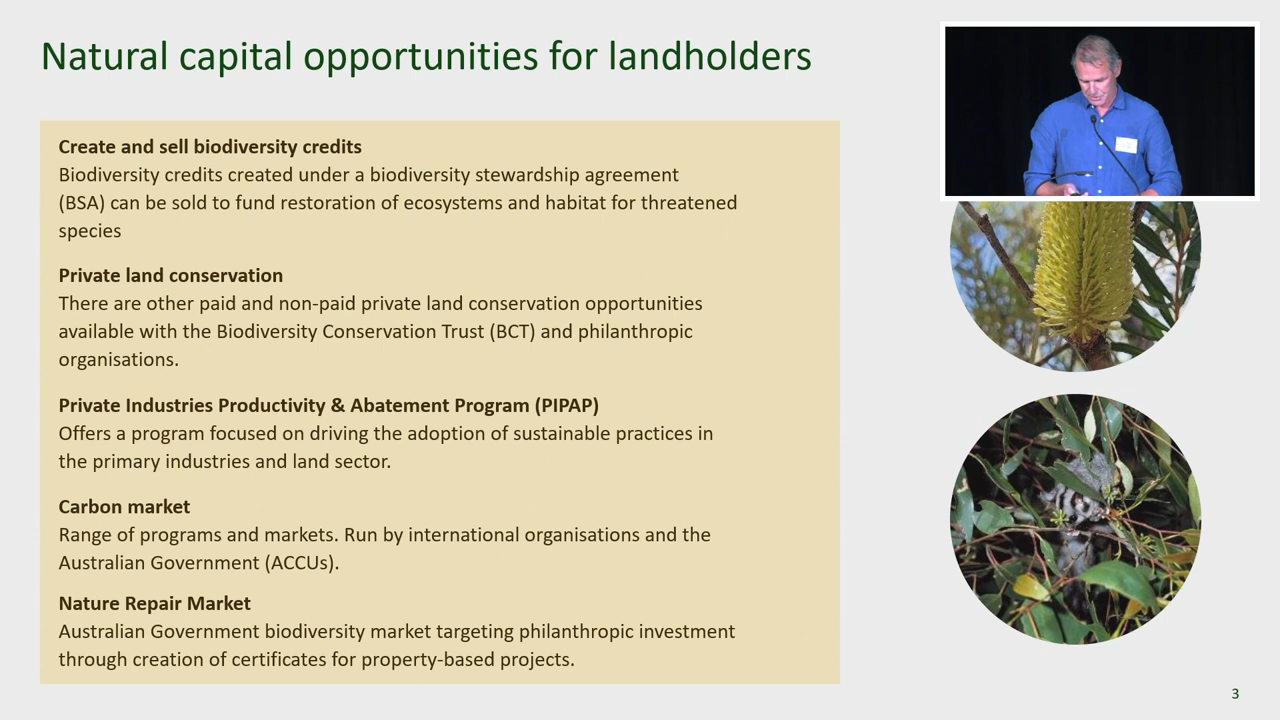 Natural capital opportunities for landholders
Create and sell biodiversity credits
Biodiversity credits created under a biodiversity stewardship agreement
(BSA) can be sold to fund restoration of ecosystems and habitat for threatened
species
Private land conservation
There are other paid and non-paid private land conservation opportunities
available with the Biodiversity Conservation Trust (BCT) and philanthropic
organisations.
Private Industries Productivity & Abatement Program (PIPAP)
Offers a program focused on driving the adoption of sustainable practices in
the primary industries and land sector.
Carbon market
Range of programs and markets. Run by international organisations and the
Australian Government (ACCUs).
Nature Repair Market
Australian Government biodiversity market targeting philanthropic investment
through creation of certificates for property-based projects.
3